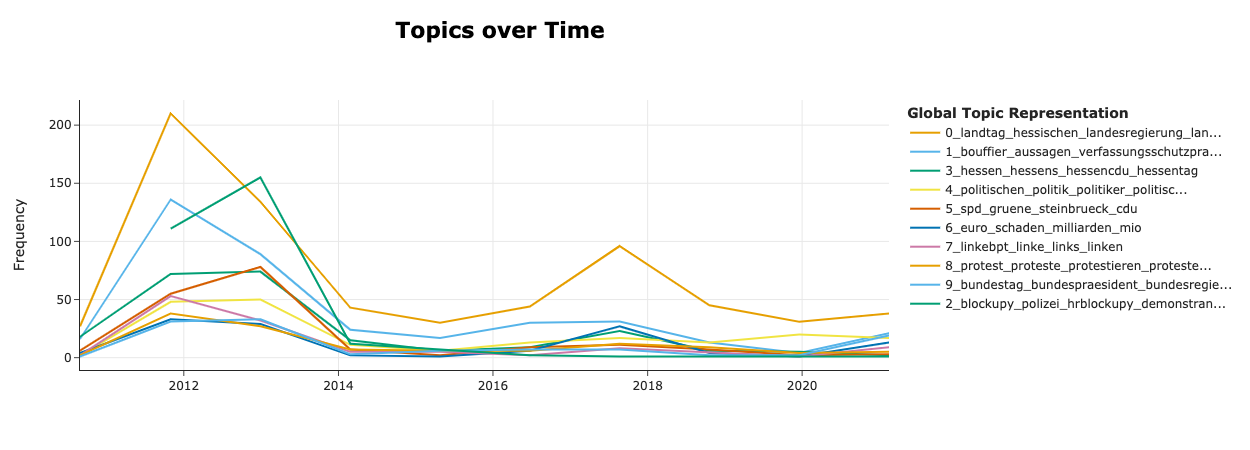 Topics over Time
Frequency
200
150
100
50
0
2012
2014
2016
2018
2020
Global Topic Representation
0_landtag_hessischen_landesregierung_lan...
1_bouffier_aussagen_verfassungsschutzpra...
3_hessen_hessens_hessencdu_hessentag
4_politischen_politik_politiker_politisc...
5_spd_gruene_steinbrueck_cdu
6_euro_schaden_milliarden_mio
7_linkebpt_linke_links_linken
8_protest_proteste_protestieren_proteste...
9_bundestag_bundespraesident_bundesregie...
2_blockupy_polizei_hrblockupy_demonstran...